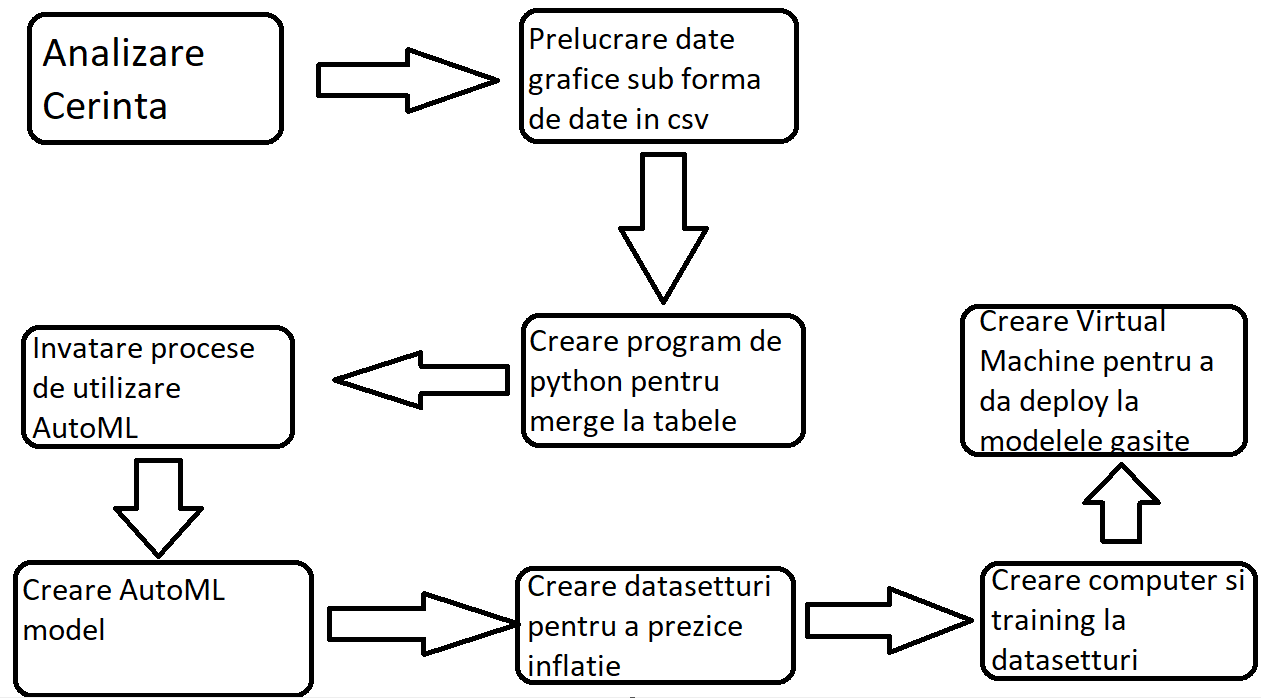 Analizare
Cerinta
Prelucrare date
grafice sub forma
de date in csv
Creare program de
python pentru
merge la tabele
Invatare procese
de utilizare
AutoML
Creare AutoML
model
Creare datasetturi
pentru a prezice
inflatie
Creare computer si
training la
datasetturi
Creare Virtual
Machine pentru a
da deploy la
modelele gasite